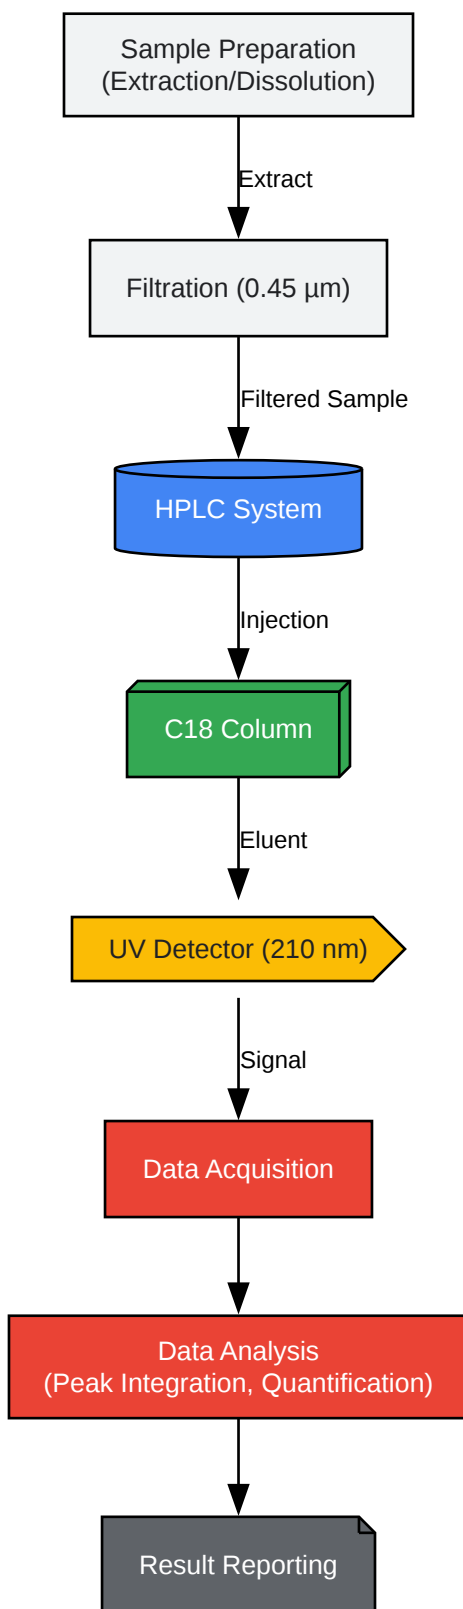 Sample Preparation
(Extraction/Dissolution)
Extract
Filtration (0.45 µm)
Filtered Sample
HPLC System
Injection
C18 Column
Eluent
UV Detector (210 nm)
Signal
Data Acquisition
Data Analysis
(Peak Integration, Quantification)
Result Reporting